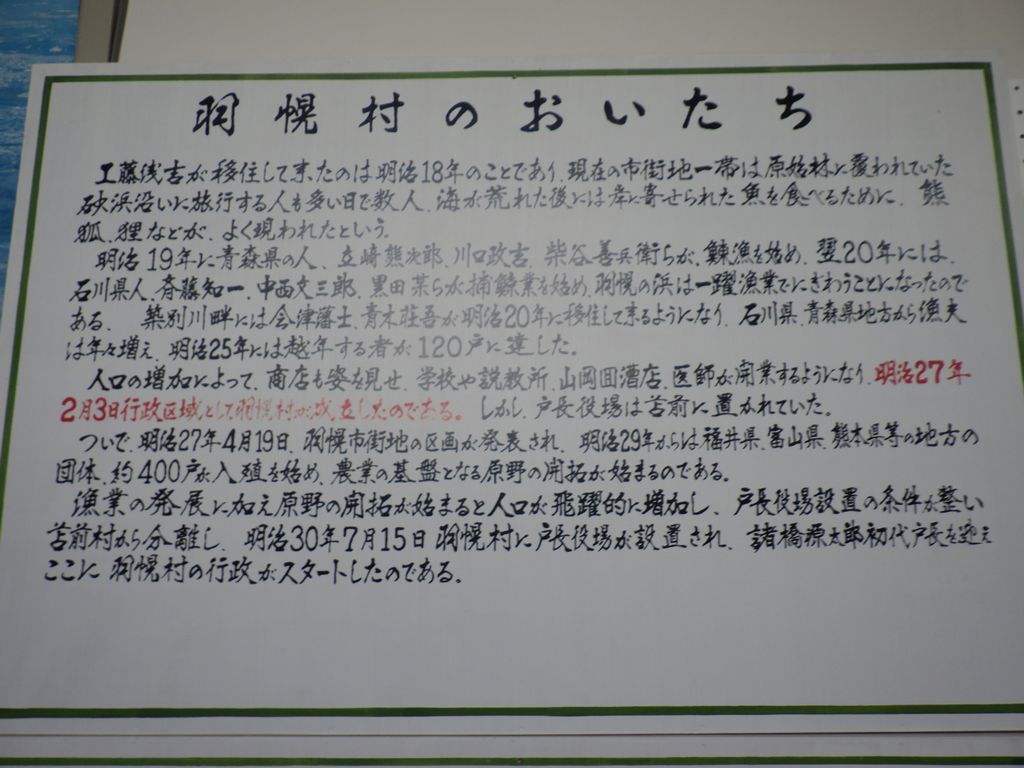 羽幌村のおいたち
工藤浅吉が移住して来たのは明治18年のことであり、現在の市街地一帯は原始林に覆われていた
砂浜沿いに旅行する人も多い日で数人、海が荒れた後には岸に寄せられた魚を食べるために、熊
狐、狸などが、よく現われたという。
明治19年に青森県の人、立崎熊次郎、川口政吉、柴谷善兵衛らが、鰊漁を始め、翌20年には、
石川県人、斉藤知一、中西文三郎、黒田某らが捕鰊業を始め、羽幌の浜は一躍漁業でにぎわうことになったので
ある。 築別川畔には会津藩士、青木荘吾が明治20年に移住して来るようになり、石川県、青森県地方から漁夫
は年々増え、明治25年には越年する者が120戸に達した。
人口の増加によって、商店も姿を見せ、学校や説教所、山岡回漕店、医師が開業するようになり、明治27年
2月3日行政区域として羽幌村が成立したのである。しかし、戸長役場は苫前に置かれていた。
ついで、明治27年4月19日、羽幌市街地の区画が発表され、明治29年からは福井県、富山県、熊本県等の地方の
団体、約400戸が入殖を始め、農業の基盤となる原野の開拓が始まるのである。
漁業の発展に加え原野の開拓が始まると人口が飛躍的に増加し、戸長役場設置の条件が整い
苫前村から分離し、明治30年7月15日羽幌村に戸長役場が設置され、諸橋源太郎初代戸長を迎え
ここに羽幌村の行政がスタートしたのである。